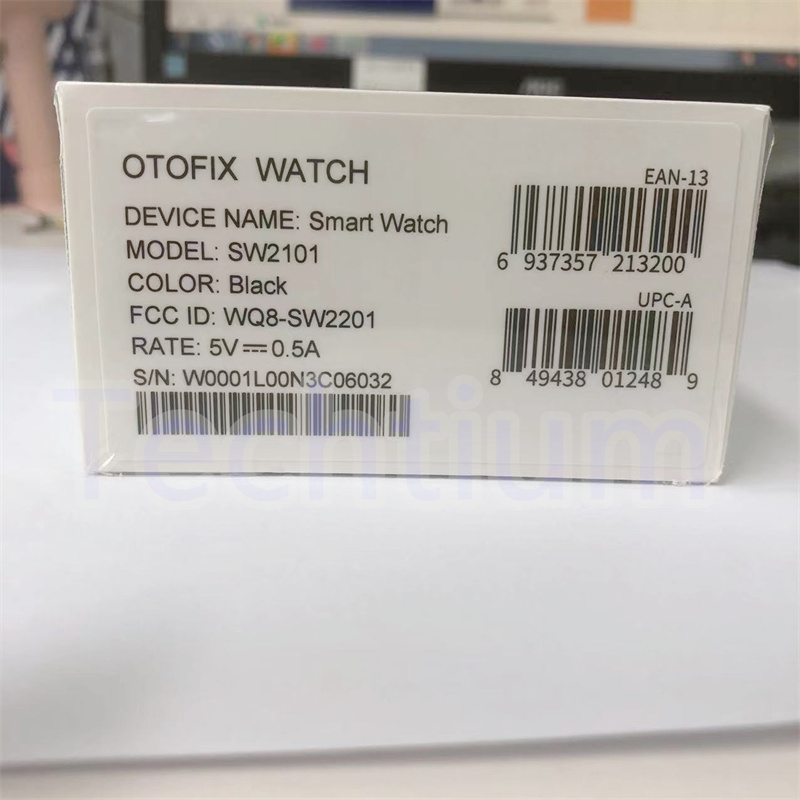 OTOFIX WATCH
DEVICE NAME: Smart Watch
MODEL: SW2101
COLOR: Black
FCC ID: WQ8-SW2201
RATE: 5V⎓0.5A
S/N: W0001L00N3C06032
EAN-13
6 937357 213200
UPC-A
8 49438 01248 9
Techtium